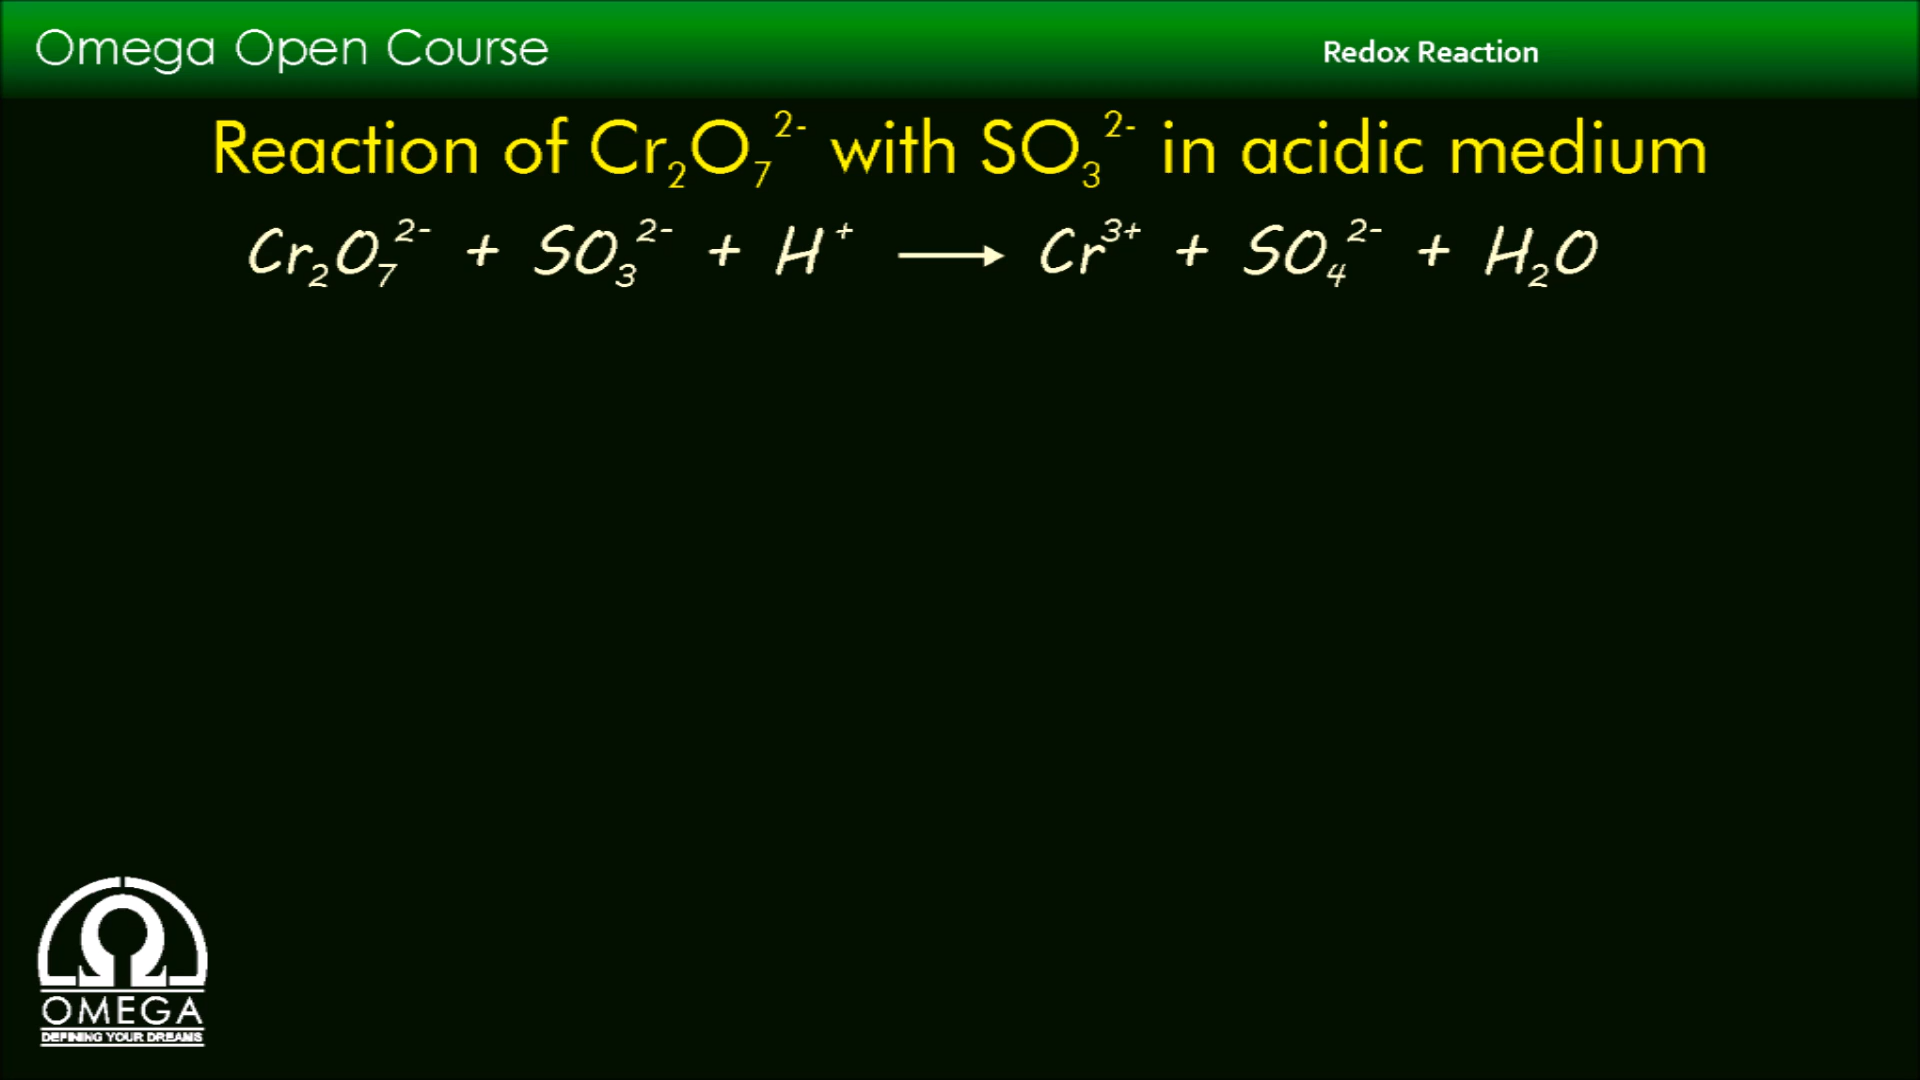 Omega Open Course
Redox Reaction
Reaction of Cr₂O₇²⁻ with SO₃²⁻ in acidic medium
Cr₂O₇²⁻ + SO₃²⁻ + H⁺ ⟶ Cr³⁺ + SO₄²⁻ + H₂O
OMEGA
DEFINING YOUR DREAMS